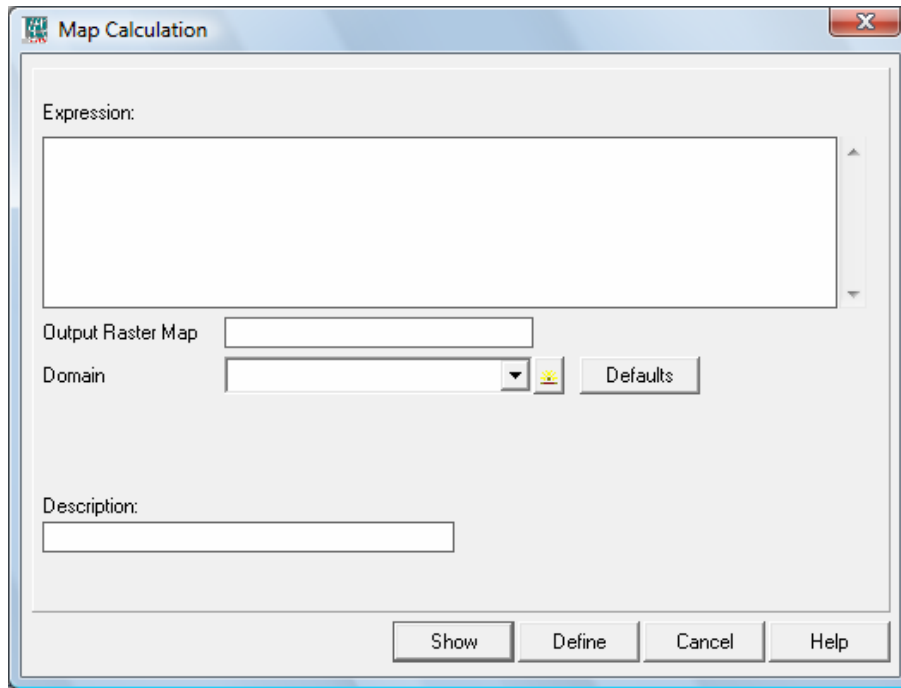 Map Calculation
Expression:
Output Raster Map
Domain
Defaults
Description:
Show Define Cancel Help